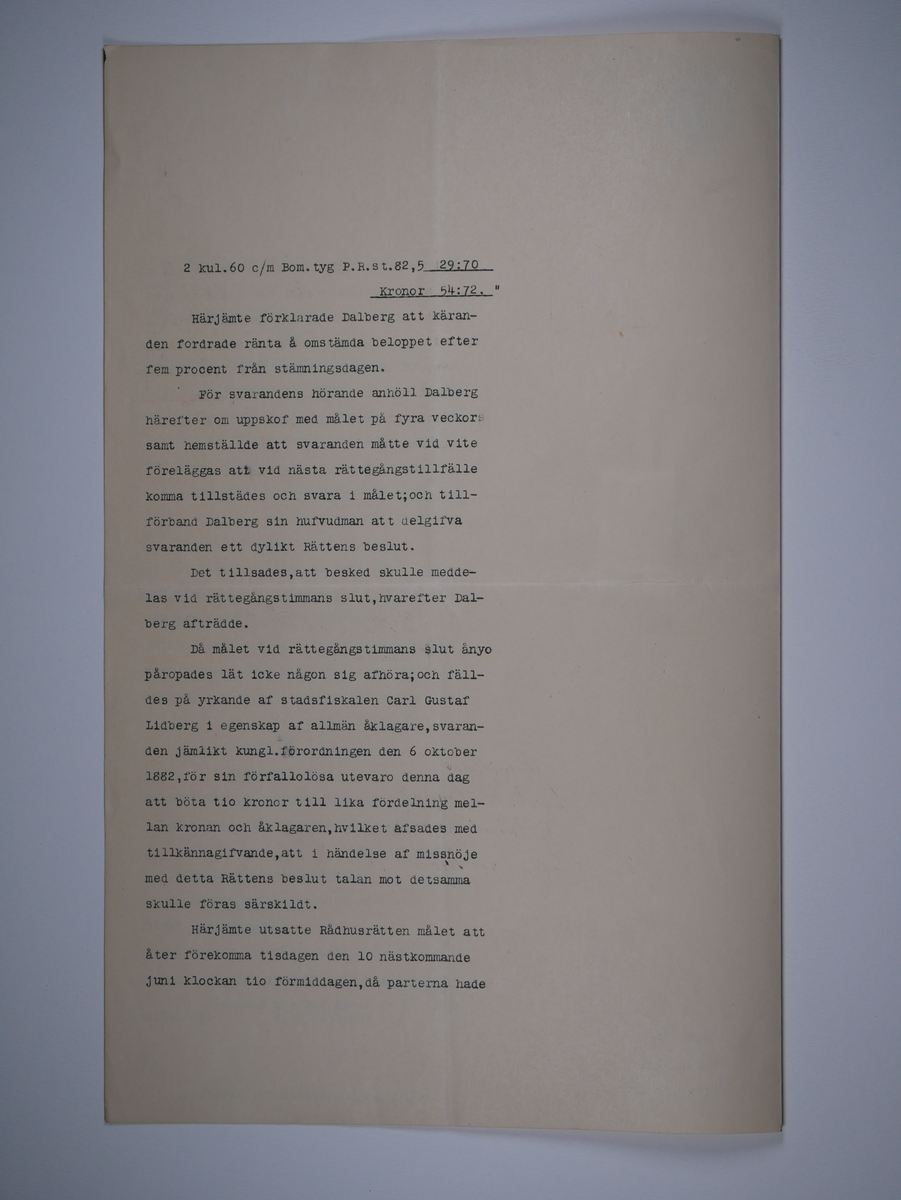 2 kul.60 c/m Bom.tyg P.R.st.82,5 29:70
Kronor 54:72. "
Härjämte förklarade Dalberg att käran-
den fordrade ränta å omstämda beloppet efter
fem procent från stämningsdagen.
För svarandens hörande anhöll Dalberg
härefter om uppskof med målet på fyra veckors
samt hemställde att svaranden måtte vid vite
föreläggas att vid nästa rättegångstillfälle
komma tillstädes och svara i målet;och till-
förband Dalberg sin hufvudman att delgifva
svaranden ett dylikt Rättens beslut.
Det tillsades,att besked skulle medde-
las vid rättegångstimmans slut,hvarefter Dal-
berg afträdde.
Då målet vid rättegångstimmans slut ånyo
påropades lät icke någon sig afhöra;och fäll-
des på yrkande af stadsfiskalen Carl Gustaf
Lidberg i egenskap af allmän åklagare,svaran-
den jämlikt kungl.förordningen den 6 oktober
1882,för sin förfallolösa utevaro denna dag
att böta tio kronor till lika fördelning mel-
lan kronan och åklagaren,hvilket afsades med
tillkännagifvande,att i händelse af missnöje
med detta Rättens beslut talan mot detsamma
skulle föras särskildt.
Härjämte utsatte Rådhusrätten målet att
åter förekomma tisdagen den 10 nästkommande
juni klockan tio förmiddagen,då parterna hade